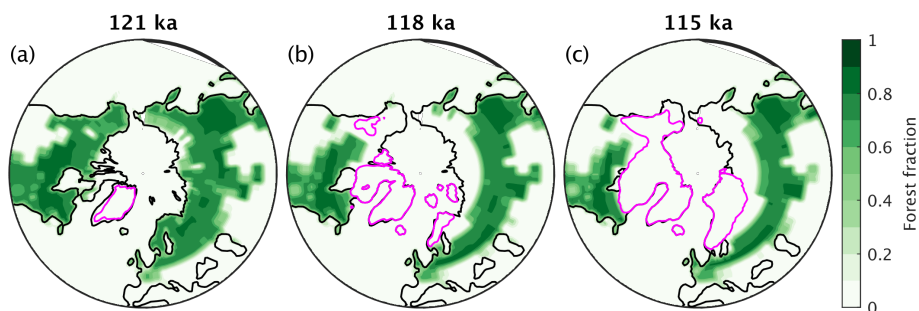 121 ka
118 ka
115 ka
(a)
(b)
(c)
1
0.8
0.6
0.4
0.2
0
Forest fraction